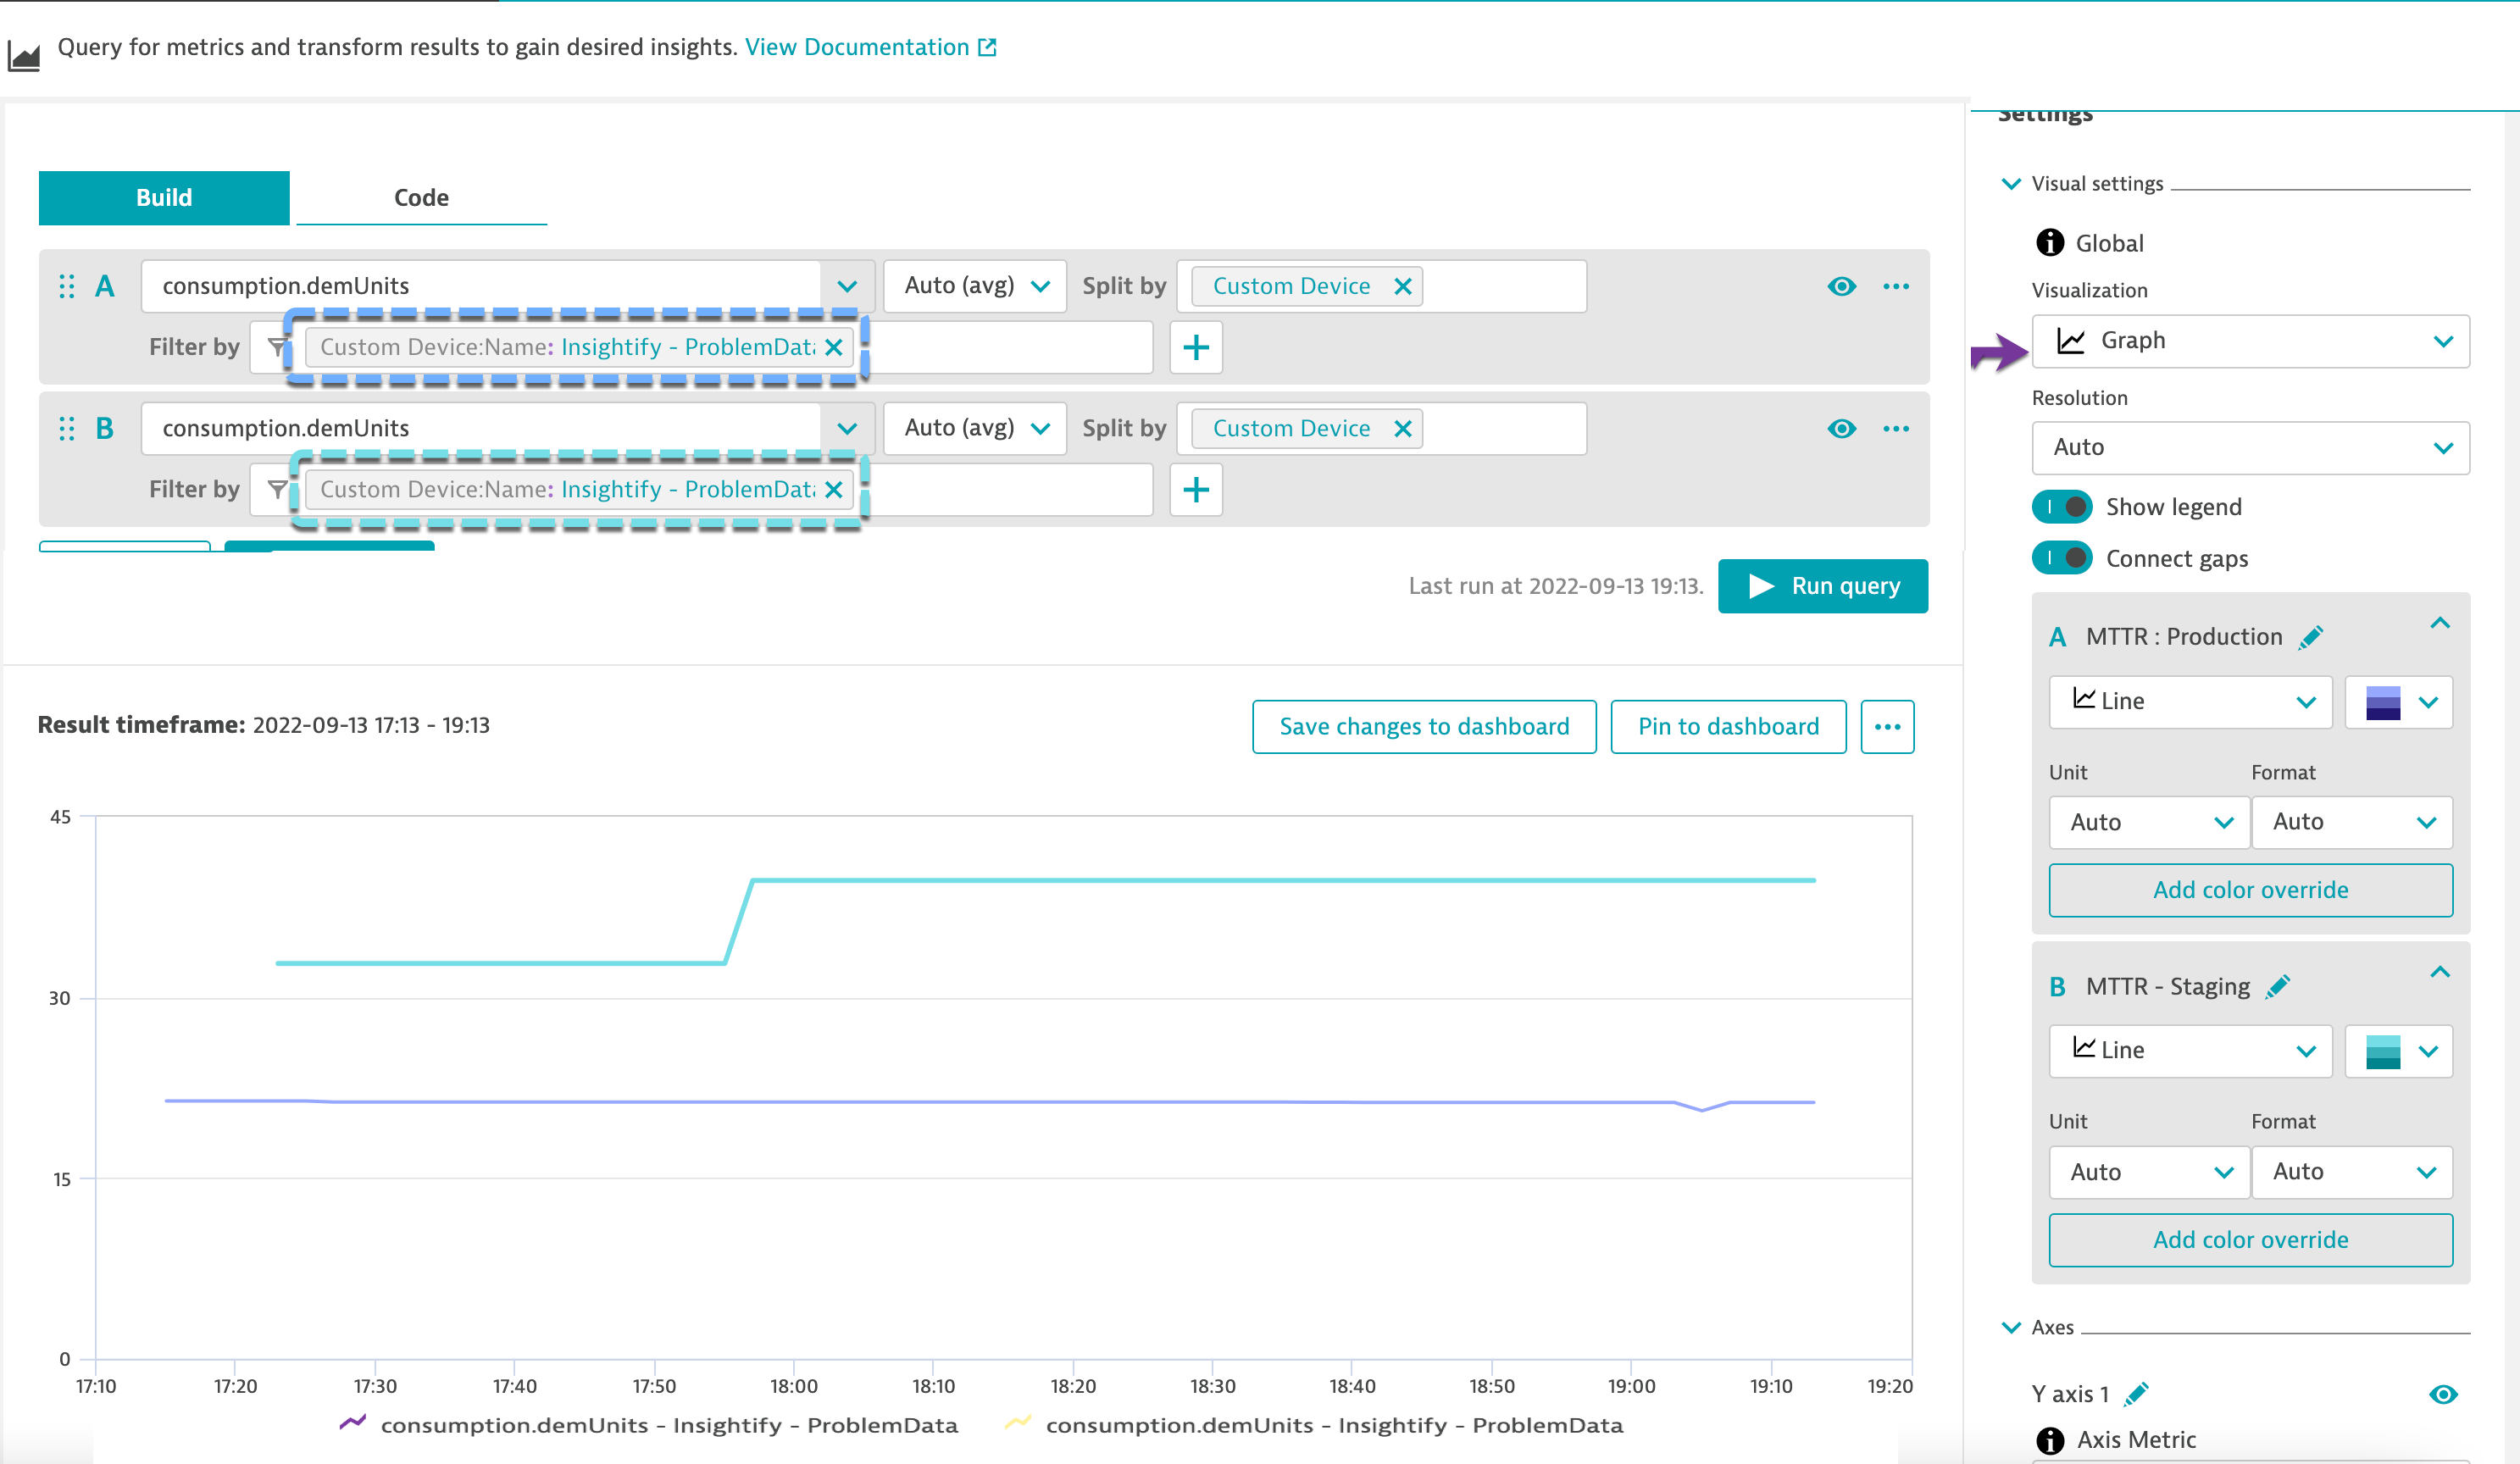 Query for metrics and transform results to gain desired insights. View Documentation
Settings
Build
Code
A
consumption.demUnits
Auto (avg)
Split by
Custom Device
Filter by
Custom Device:Name: Insightify - ProblemData
B
consumption.demUnits
Auto (avg)
Split by
Custom Device
Filter by
Custom Device:Name: Insightify - ProblemData
Last run at 2022-09-13 19:13.
Run query
Result timeframe: 2022-09-13 17:13 - 19:13
Save changes to dashboard
Pin to dashboard
45
30
15
0
17:10 17:20 17:30 17:40 17:50 18:00 18:10 18:20 18:30 18:40 18:50 19:00 19:10 19:20
consumption.demUnits - Insightify - ProblemData
consumption.demUnits - Insightify - ProblemData
Visual settings
Global
Visualization
Graph
Resolution
Auto
Show legend
Connect gaps
A MTTR : Production
Line
Unit Format
Auto Auto
Add color override
B MTTR - Staging
Line
Unit Format
Auto Auto
Add color override
Axes
Y axis 1
Axis Metric